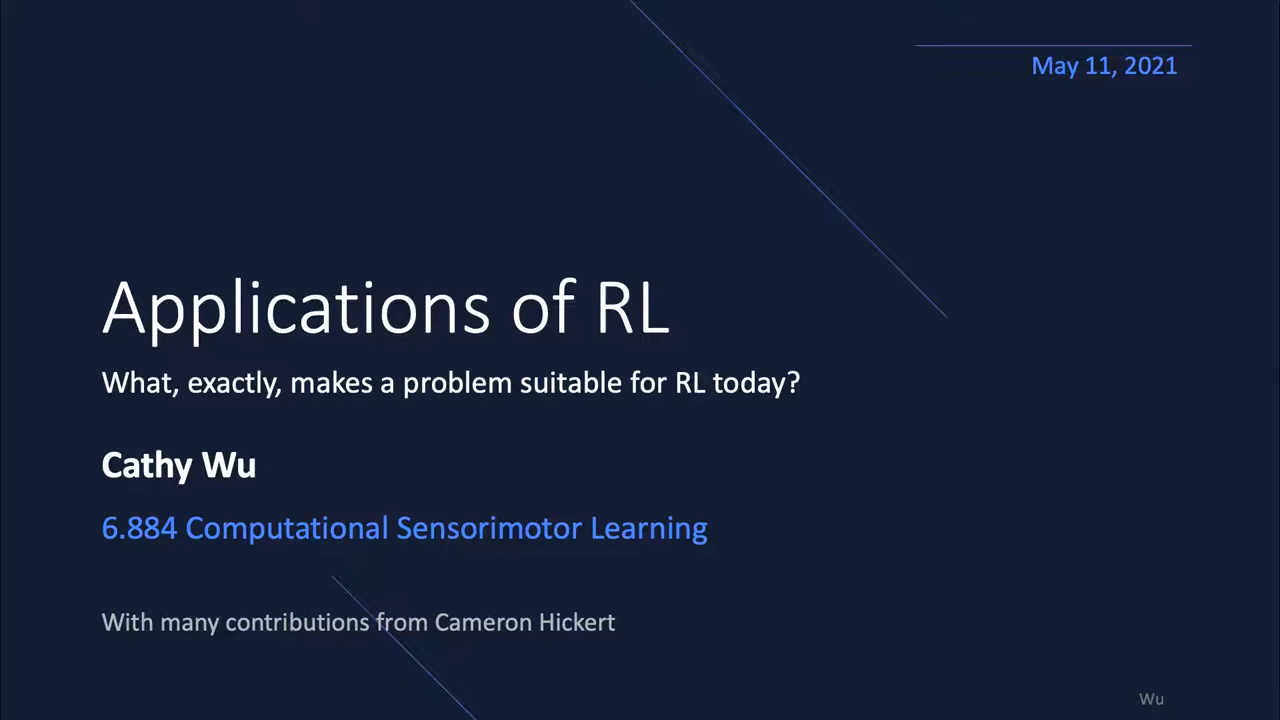 May 11, 2021
Applications of RL
What, exactly, makes a problem suitable for RL today?
Cathy Wu
6.884 Computational Sensorimotor Learning
With many contributions from Cameron Hickert
Wu